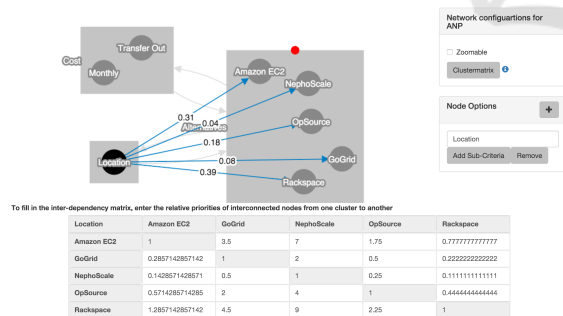 Network configuartions for
ANP
Zoomable
Clustermatrix
Node Options
+
Location
Add Sub-Criteria Remove
Cost
Transfer Out
Monthly
Amazon EC2
NephoScale
Alternatives
OpSource
GoGrid
Rackspace
Location
0.31
0.04
0.18
0.08
0.39
To fill in the inter-dependency matrix, enter the relative priorities of interconnected nodes from one cluster to another
Location Amazon EC2 GoGrid NephoScale OpSource Rackspace
Amazon EC2 1 3.5 7 1.75 0.7777777777777
GoGrid 0.2857142857142 1 2 0.5 0.2222222222222
NephoScale 0.1428571428571 0.5 1 0.25 0.1111111111111
OpSource 0.5714285714285 2 4 1 0.4444444444444
Rackspace 1.2857142857142 4.5 9 2.25 1